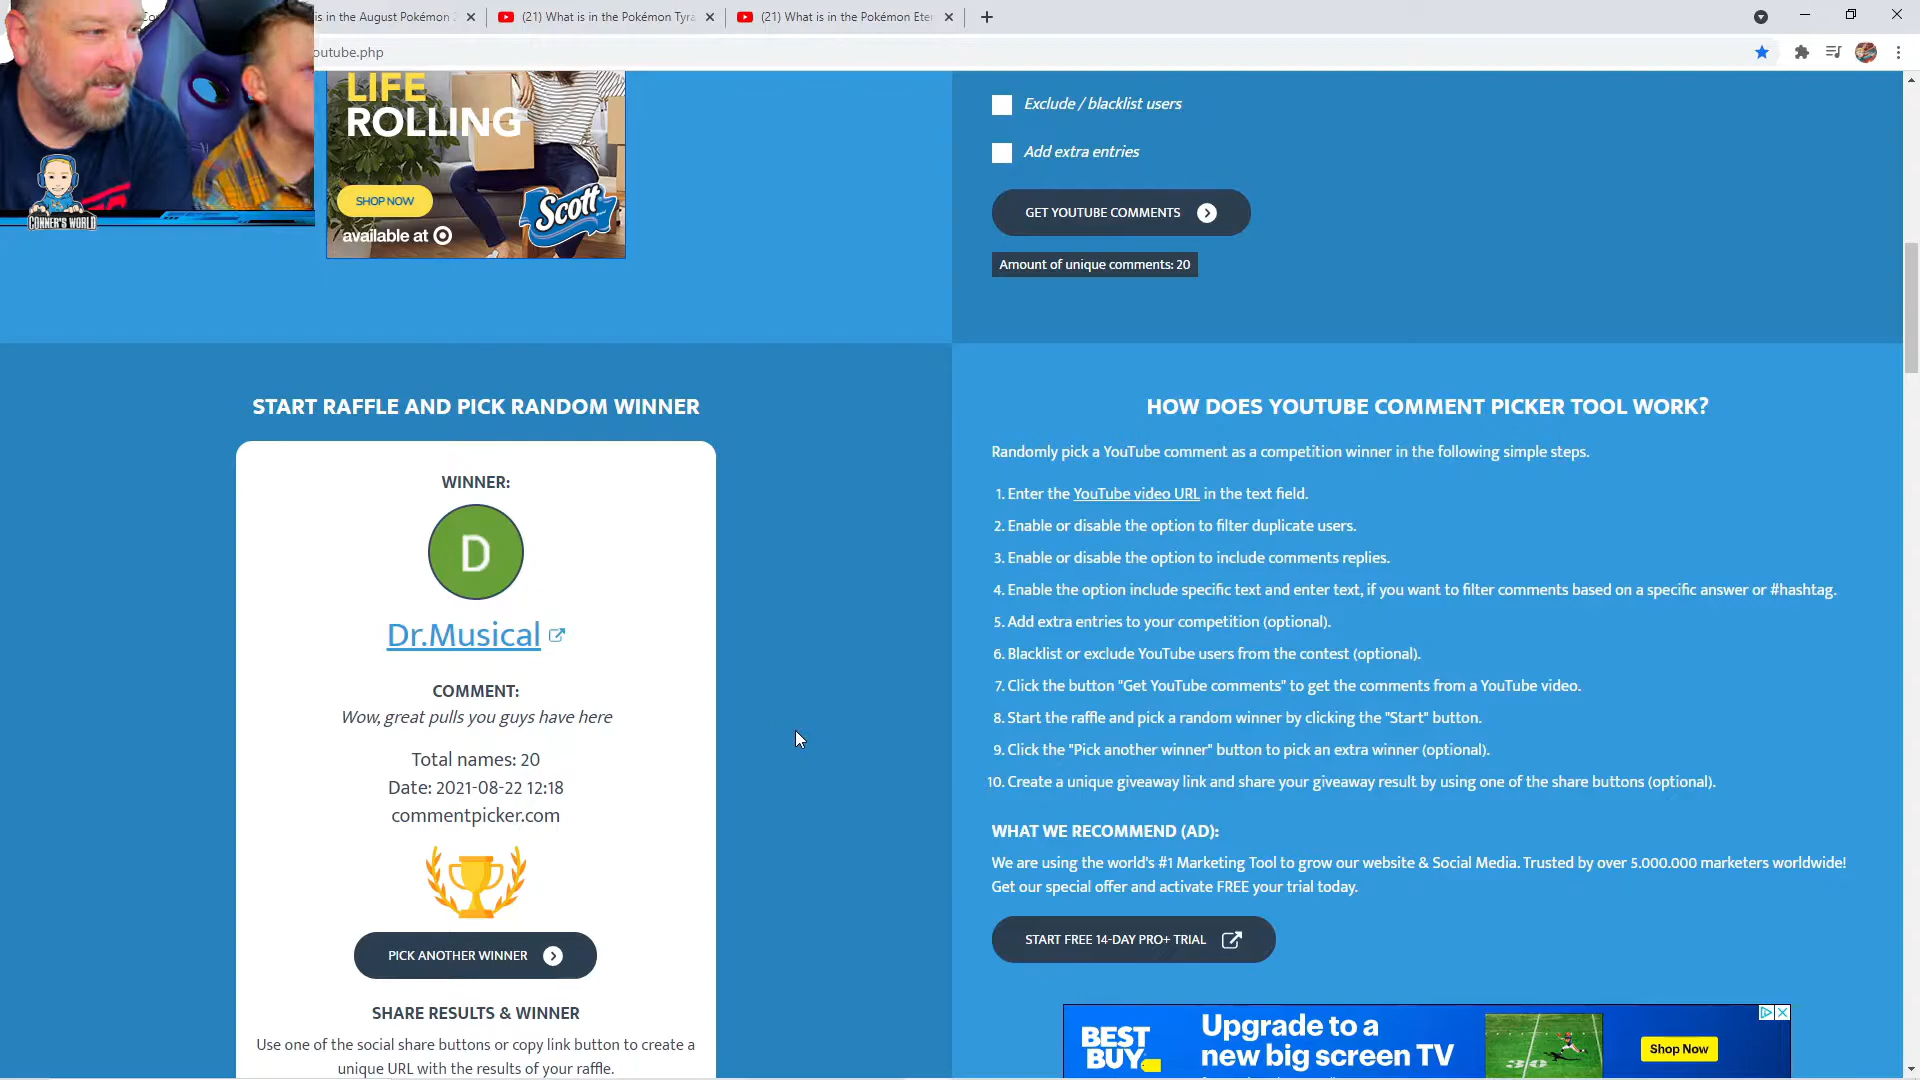 is in the August Pokémon
(21) What is in the Pokémon Tyra
(21) What is in the Pokémon Eter
outube.php
LIFE
ROLLING
SHOP NOW
Scott
available at
CONNER'S WORLD
Exclude / blacklist users
Add extra entries
GET YOUTUBE COMMENTS
Amount of unique comments: 20
START RAFFLE AND PICK RANDOM WINNER
WINNER:
D
Dr.Musical
COMMENT:
Wow, great pulls you guys have here
Total names: 20
Date: 2021-08-22 12:18
commentpicker.com
PICK ANOTHER WINNER
SHARE RESULTS & WINNER
Use one of the social share buttons or copy link button to create a
unique URL with the results of your raffle.
HOW DOES YOUTUBE COMMENT PICKER TOOL WORK?
Randomly pick a YouTube comment as a competition winner in the following simple steps.
1. Enter the YouTube video URL in the text field.
2. Enable or disable the option to filter duplicate users.
3. Enable or disable the option to include comments replies.
4. Enable the option include specific text and enter text, if you want to filter comments based on a specific answer or #hashtag.
5. Add extra entries to your competition (optional).
6. Blacklist or exclude YouTube users from the contest (optional).
7. Click the button "Get YouTube comments" to get the comments from a YouTube video.
8. Start the raffle and pick a random winner by clicking the "Start" button.
9. Click the "Pick another winner" button to pick an extra winner (optional).
10. Create a unique giveaway link and share your giveaway result by using one of the share buttons (optional).
WHAT WE RECOMMEND (AD):
We are using the world's #1 Marketing Tool to grow our website & Social Media. Trusted by over 5.000.000 marketers worldwide!
Get our special offer and activate FREE your trial today.
START FREE 14-DAY PRO+ TRIAL
BEST
BUY
Upgrade to a
new big screen TV
30
Shop Now